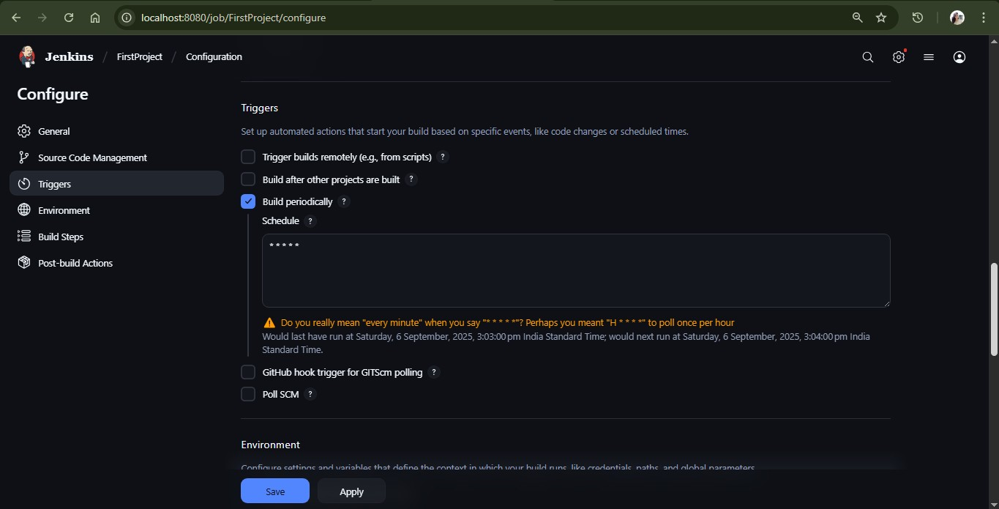 localhost:8080/job/FirstProject/configure
Jenkins / FirstProject / Configuration
Configure
General
Source Code Management
Triggers
Environment
Build Steps
Post-build Actions
Triggers
Set up automated actions that start your build based on specific events, like code changes or scheduled times.
Trigger builds remotely (e.g., from scripts) ?
Build after other projects are built ?
Build periodically ?
Schedule ?
* * * * *
Do you really mean "every minute" when you say "* * * * *"? Perhaps you meant "H * * * *" to poll once per hour
Would last have run at Saturday, 6 September, 2025, 3:03:00 pm India Standard Time; would next run at Saturday, 6 September, 2025, 3:04:00 pm India
Standard Time.
GitHub hook trigger for GITScm polling ?
Poll SCM ?
Environment
Configure settings and variables that define the context in which your build runs, like credentials, paths, and global parameters.
Save Apply